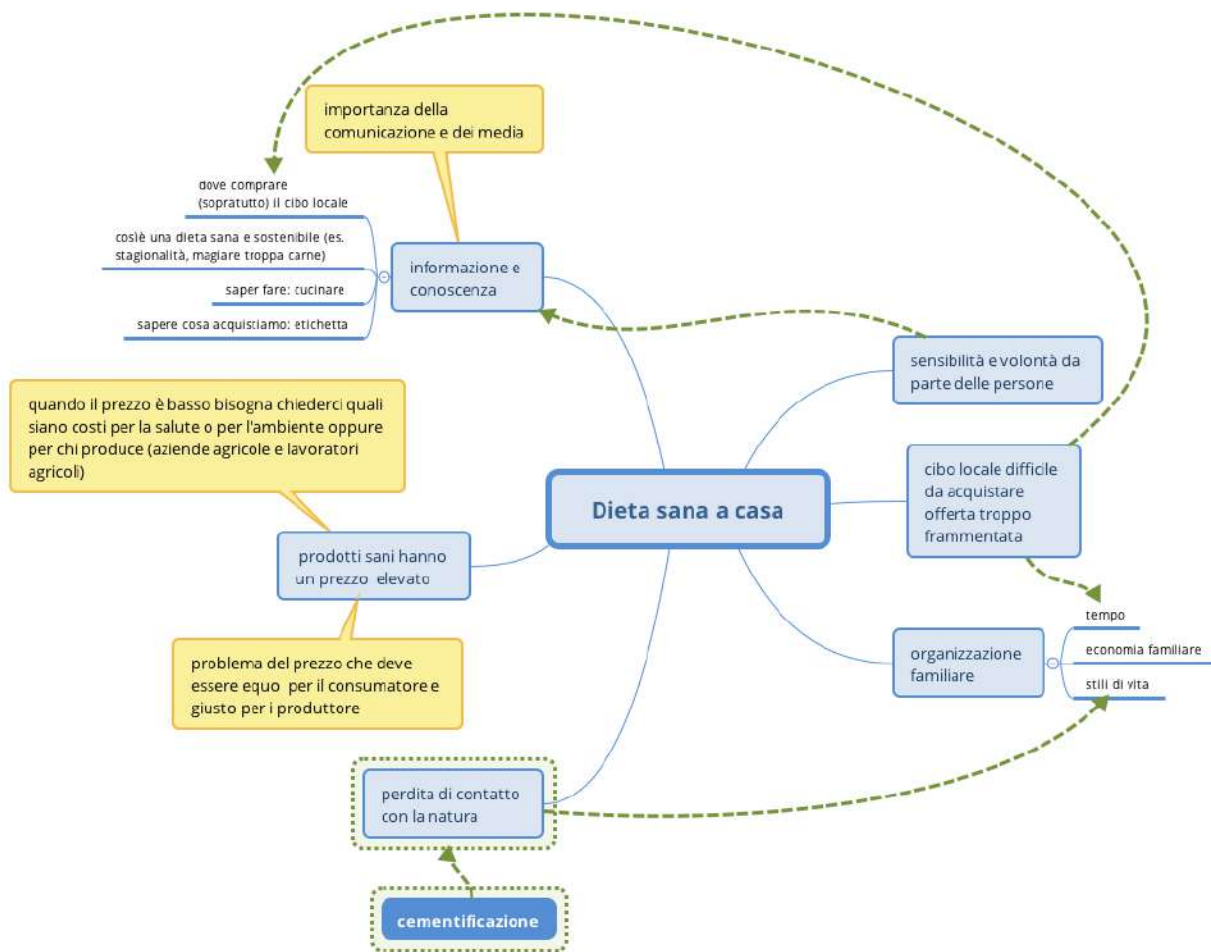 importanza della
comunicazione e dei media
dove comprare
(sopratutto) il cibo locale
cosìè una dieta sana e sostenibile (es.
stagionalità, magiare troppa carne)
saper fare: cucinare
sapere cosa acquistiamo: etichetta
informazione e
conoscenza
sensibilità e volontà da
parte delle persone
quando il prezzo è basso bisogna chiederci quali
siano costi per la salute o per l'ambiente oppure
per chi produce (aziende agricole e lavoratori
agricoli)
cibo locale difficile
da acquistare
offerta troppo
frammentata
Dieta sana a casa
prodotti sani hanno
un prezzo elevato
tempo
economia familiare
stili di vita
organizzazione
familiare
problema del prezzo che deve
essere equo per il consumatore e
giusto per i produttore
perdita di contatto
con la natura
cementificazione